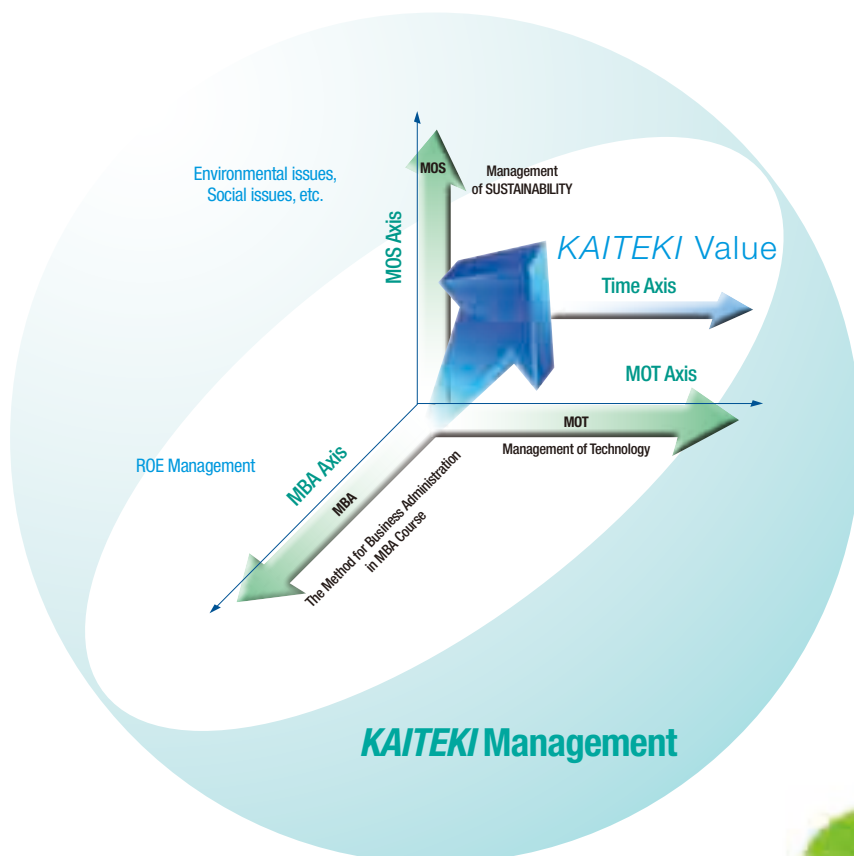 Environmental issues,
Social issues, etc.
MOS
Management
of SUSTAINABILITY
MOS Axis
KAITEKI Value
Time Axis
MOT Axis
MOT
Management of Technology
ROE Management
MBA Axis
MBA
The Method for Business Administration
in MBA Course
KAITEKI Management